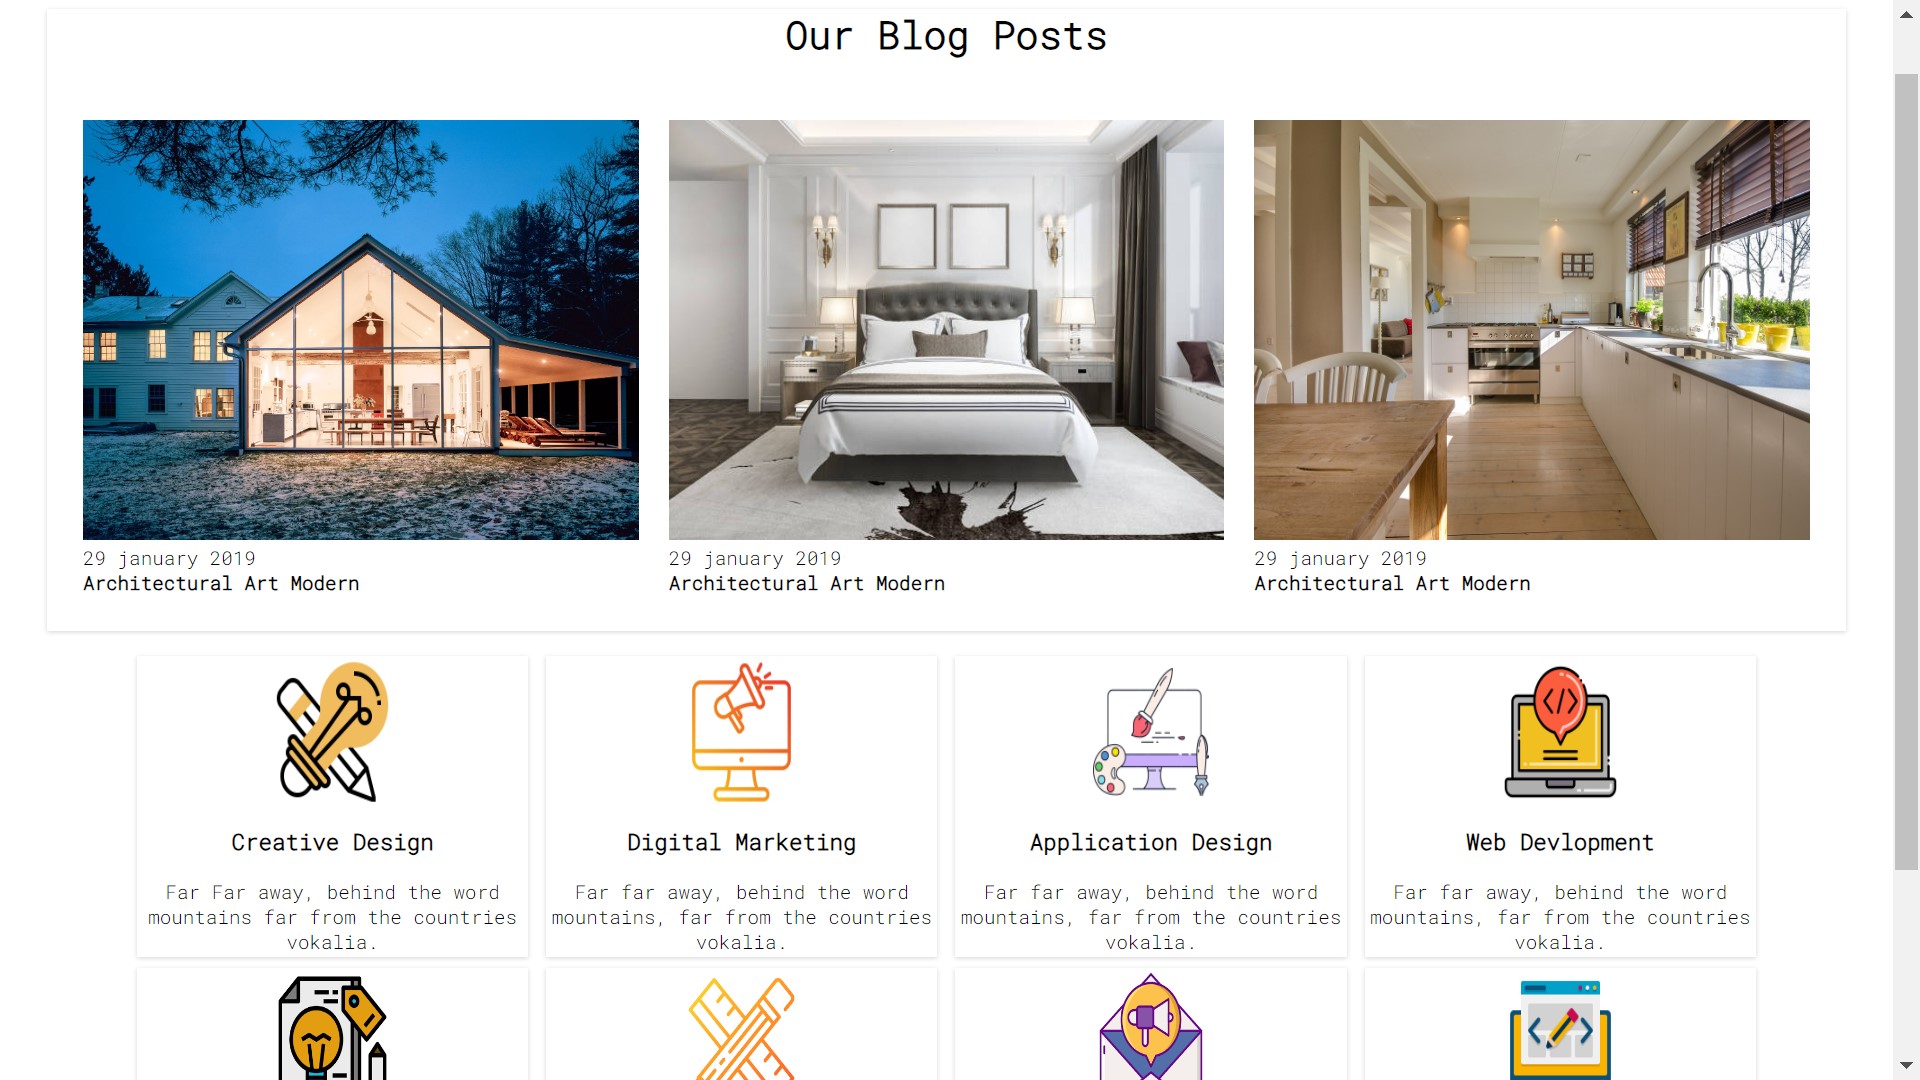 Our Blog Posts
29 january 2019
Architectural Art Modern
29 january 2019
Architectural Art Modern
29 january 2019
Architectural Art Modern
Creative Design
Far Far away, behind the word
mountains far from the countries
vokalia.
Digital Marketing
Far far away, behind the word
mountains, far from the countries
vokalia.
Application Design
Far far away, behind the word
mountains, far from the countries
vokalia.
Web Devlopment
Far far away, behind the word
mountains, far from the countries
vokalia.